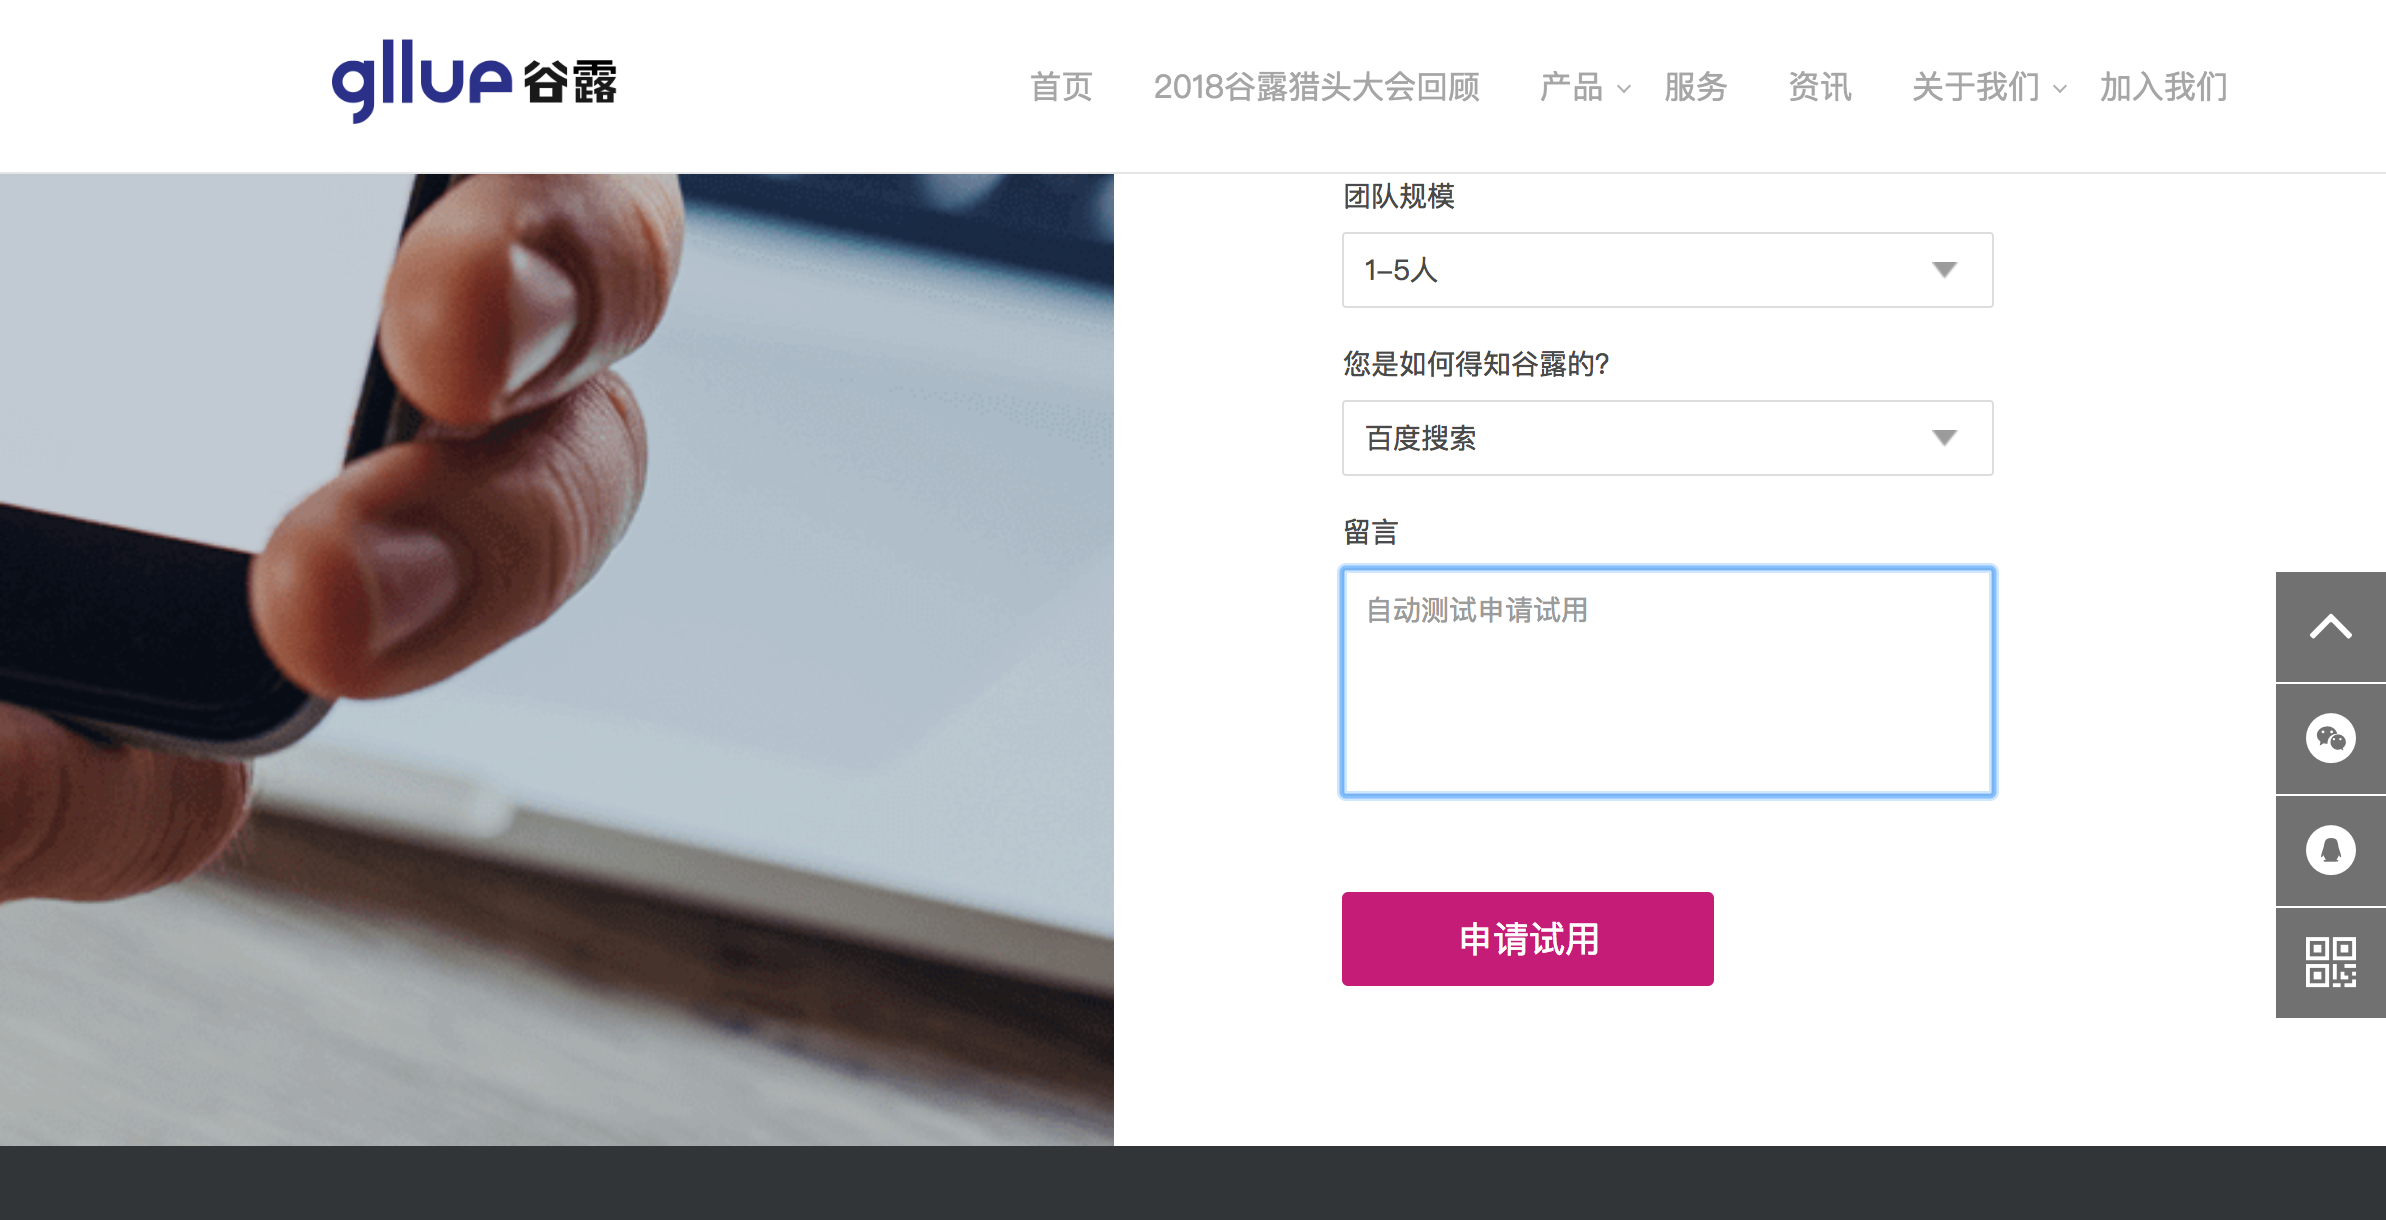 gllue 谷露
首页 2018谷露猎头大会回顾 产品 服务 资讯 关于我们 加入我们
团队规模
1-5人
您是如何得知谷露的?
百度搜索
留言
自动测试申请试用
申请试用